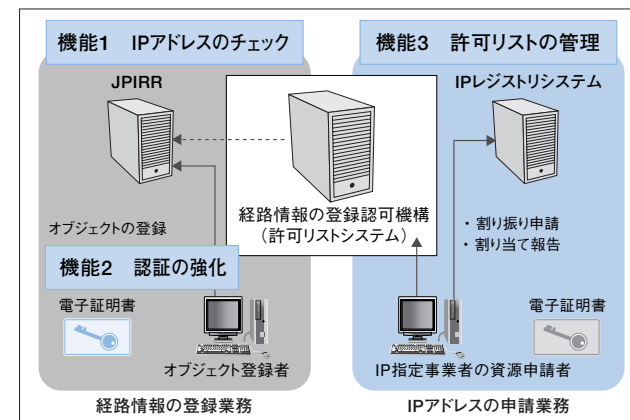 機能1 IPアドレスのチェック
機能3 許可リストの管理
JPIRR
IPレジストリシステム
経路情報の登録認可機構
（許可リストシステム）
オブジェクトの登録
・ 割り振り申請
・ 割り当て報告
機能2 認証の強化
電子証明書
電子証明書
オブジェクト登録者
IP指定事業者の資源申請者
経路情報の登録業務
IPアドレスの申請業務